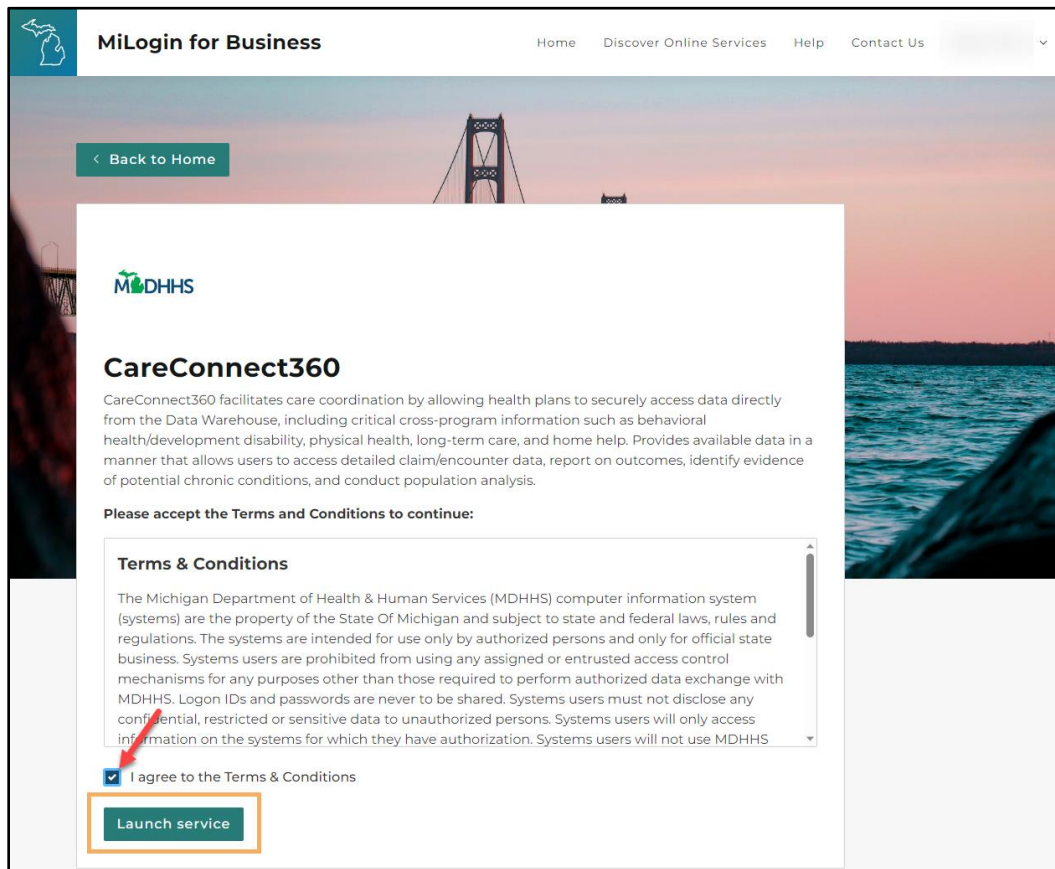 MiLogin for Business
Home Discover Online Services Help Contact Us
< Back to Home
MDHHS
CareConnect360
CareConnect360 facilitates care coordination by allowing health plans to securely access data directly
from the Data Warehouse, including critical cross-program information such as behavioral
health/development disability, physical health, long-term care, and home help. Provides available data in a
manner that allows users to access detailed claim/encounter data, report on outcomes, identify evidence
of potential chronic conditions, and conduct population analysis.
Please accept the Terms and Conditions to continue:
Terms & Conditions
The Michigan Department of Health & Human Services (MDHHS) computer information system
(systems) are the property of the State Of Michigan and subject to state and federal laws, rules and
regulations. The systems are intended for use only by authorized persons and only for official state
business. Systems users are prohibited from using any assigned or entrusted access control
mechanisms for any purposes other than those required to perform authorized data exchange with
MDHHS. Logon IDs and passwords are never to be shared. Systems users must not disclose any
confidential, restricted or sensitive data to unauthorized persons. Systems users will only access
information on the systems for which they have authorization. Systems users will not use MDHHS
I agree to the Terms & Conditions
Launch service